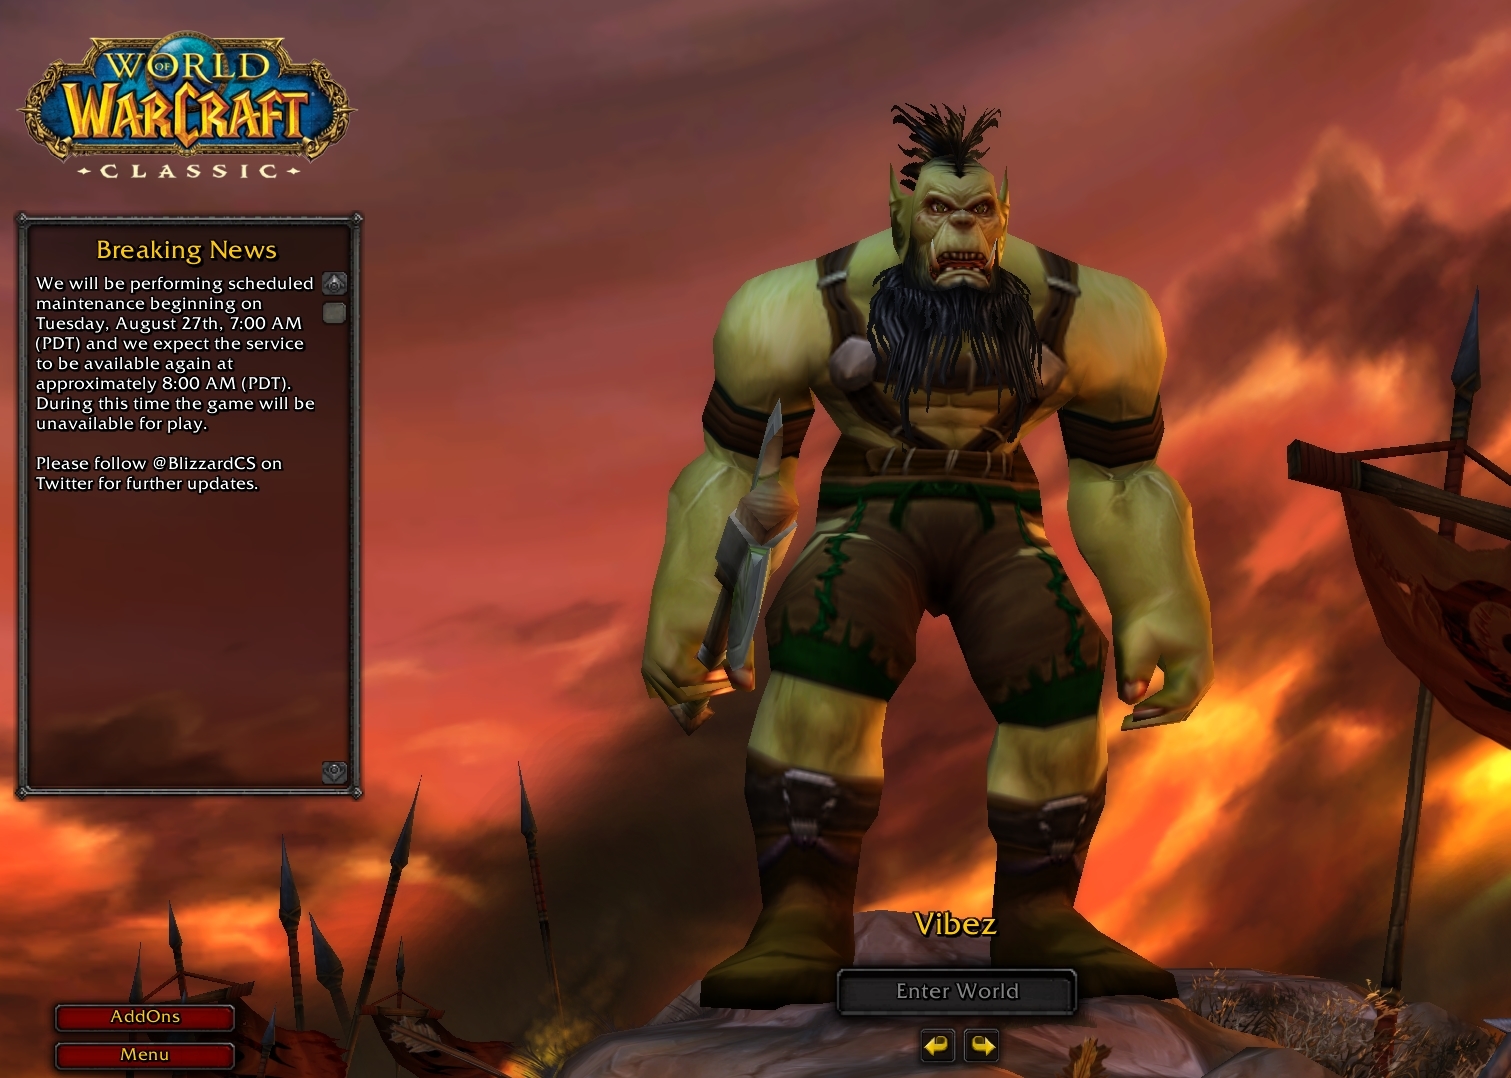 WORLD
OF
WARCRAFT
CLASSIC
Breaking News
We will be performing scheduled
maintenance beginning on
Tuesday, August 27th, 7:00 AM
(PDT) and we expect the service
to be available again at
approximately 8:00 AM (PDT).
During this time the game will be
unavailable for play.
Please follow @BlizzardCS on
Twitter for further updates.
Vibez
Enter World
AddOns
Menu